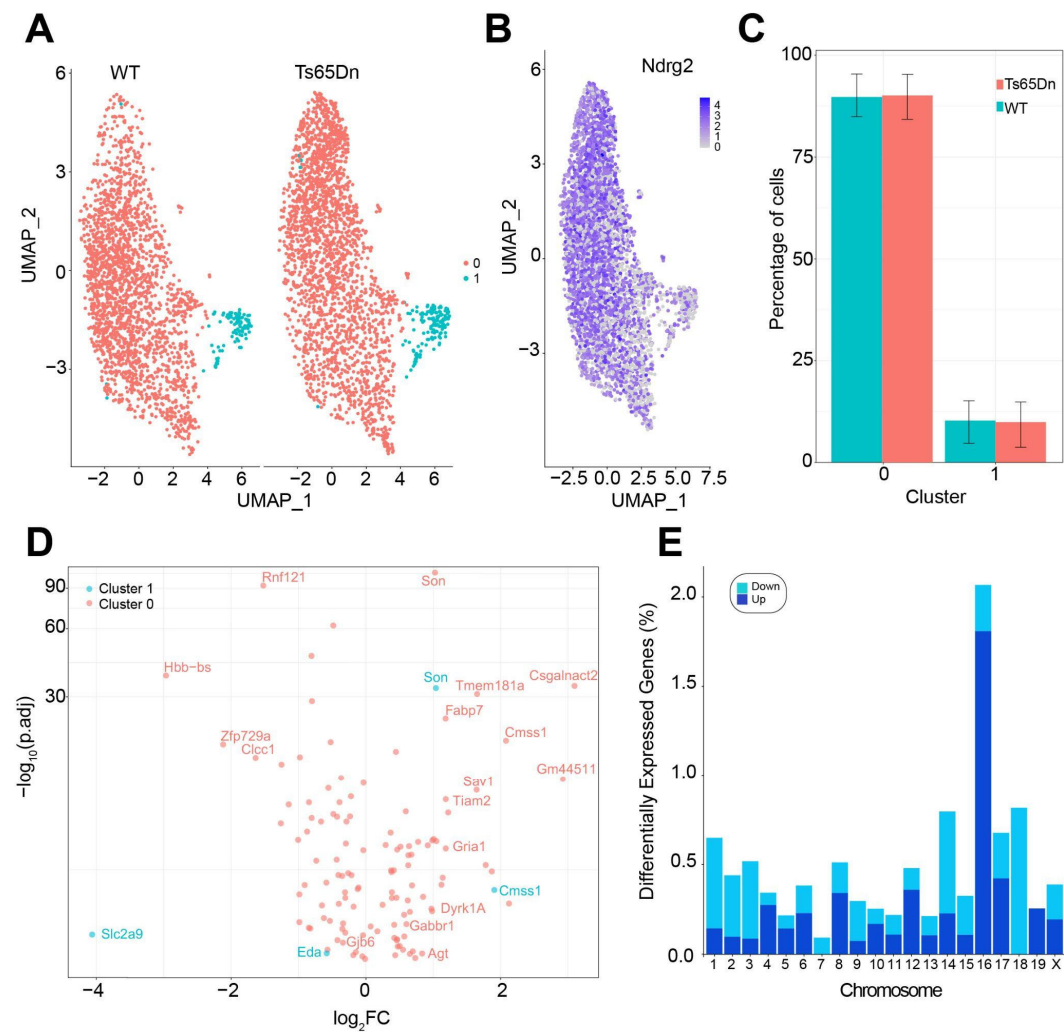 A
WT
Ts65Dn
6
3
0
−3
UMAP_2
−2 0 2 4 6
−2 0 2 4 6
UMAP_1
0
1
B
Ndrg2
4
3
2
1
0
6
3
0
−3
UMAP_2
−2.5 0.0 2.5 5.0 7.5
UMAP_1
C
100
75
50
25
0
Percentage of cells
Ts65Dn
WT
0 1
Cluster
D
Cluster 1
Cluster 0
90
60
30
−log10(p.adj)
Rnf121
Son
Hbb−bs
Son
Csgalnact2
Tmem181a
Fabp7
Zfp729a
Cmss1
Clcc1
Gm44511
Sav1
Tiam2
Gria1
Cmss1
Dyrk1A
Gabbr1
Slc2a9
Gjb6
Eda
Agt
−4 −2 0 2
log2FC
E
Down
Up
2.0
1.5
1.0
0.5
0.0
Differentially Expressed Genes (%)
1 2 3 4 5 6 7 8 9 10 11 12 13 14 15 16 17 18 19 X
Chromosome